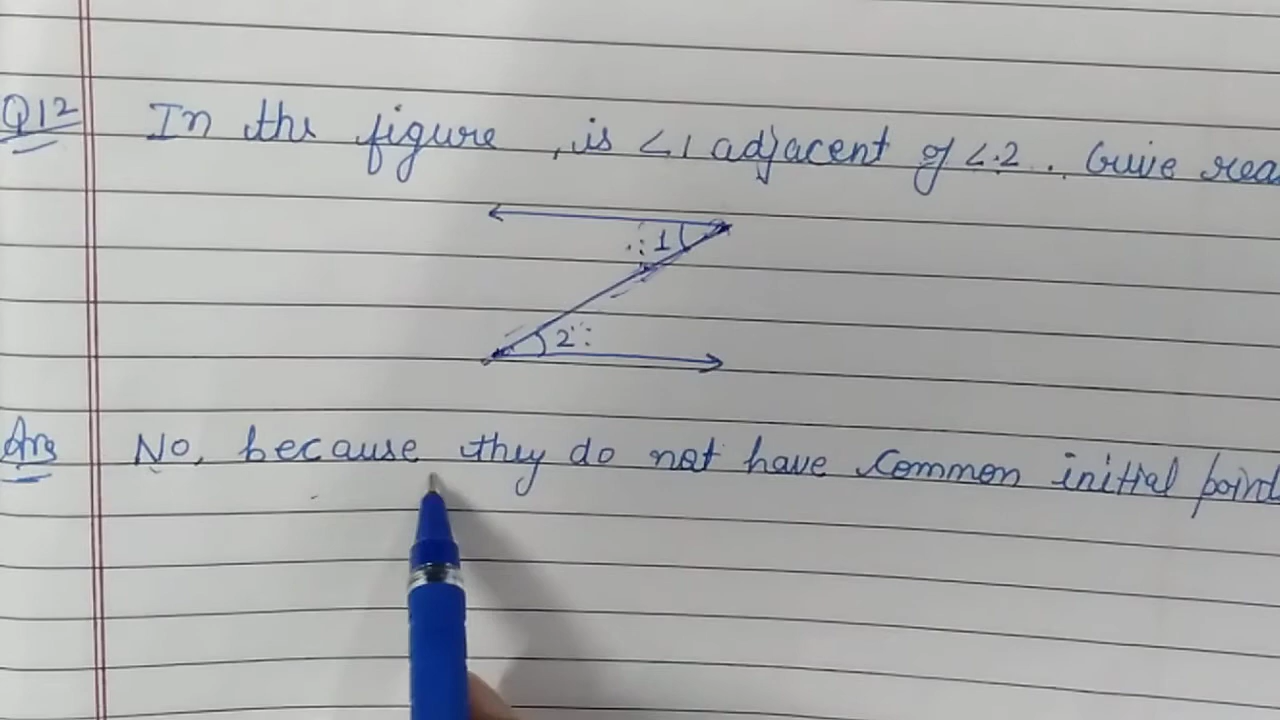 Q12 In the figure, is ∠1 adjacent of ∠2. Give
1
2
Ans No, because they do not have common initial point